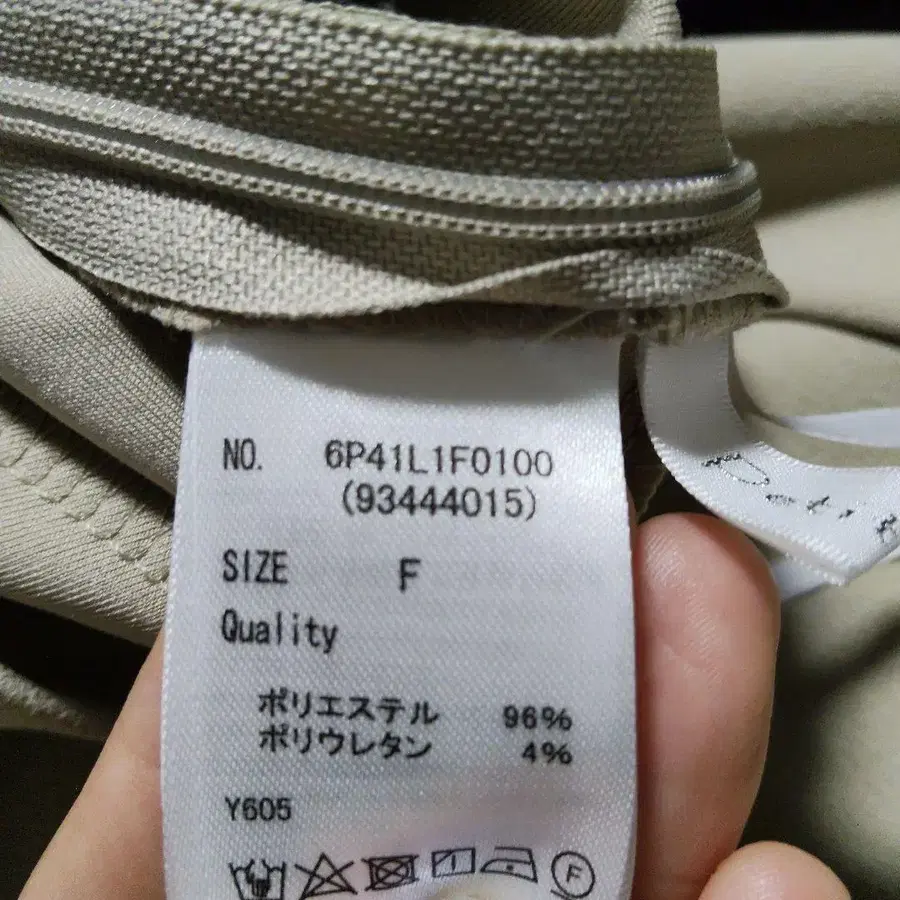 NO. 6P41L1F0100
(93444015)
SIZE F
Quality
ポリエステル 96%
ポリウレタン 4%
Y605
F